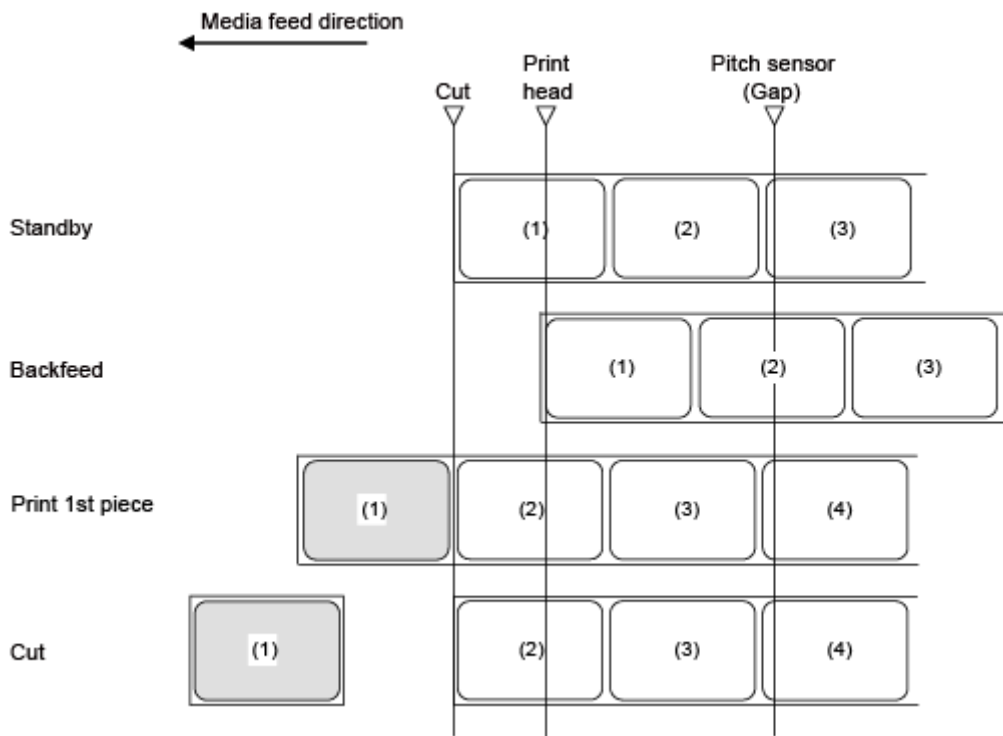 Media feed direction
Cut
Print
head
Pitch sensor
(Gap)
Standby
(1)
(2)
(3)
Backfeed
(1)
(2)
(3)
Print 1st piece
(1)
(2)
(3)
(4)
Cut
(1)
(2)
(3)
(4)